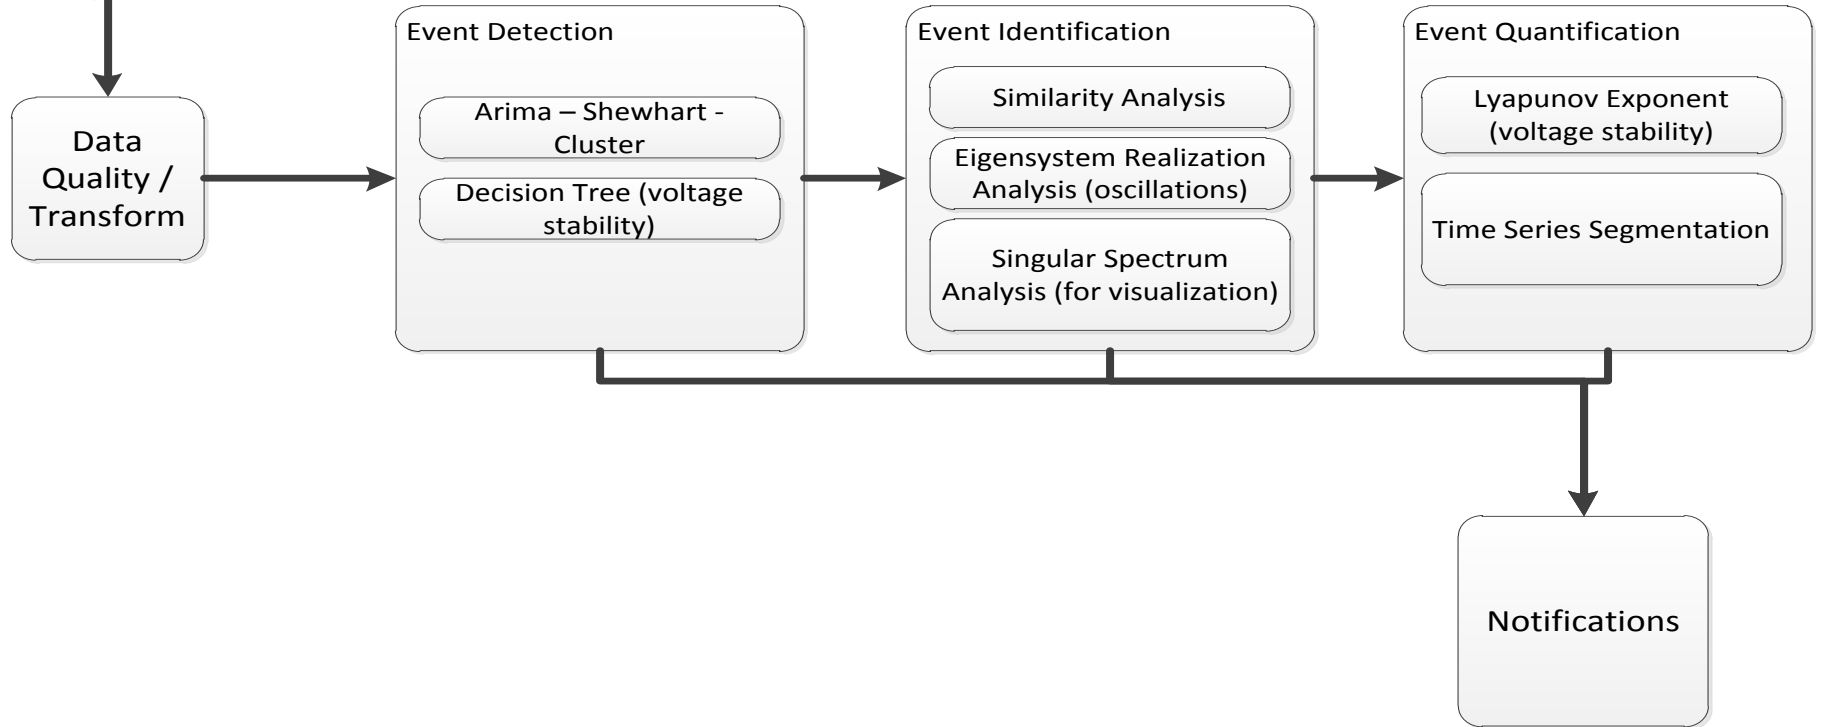 Data
Quality /
Transform
Event Detection
Arima – Shewhart -
Cluster
Decision Tree (voltage
stability)
Event Identification
Similarity Analysis
Eigensystem Realization
Analysis (oscillations)
Singular Spectrum
Analysis (for visualization)
Event Quantification
Lyapunov Exponent
(voltage stability)
Time Series Segmentation
Notifications